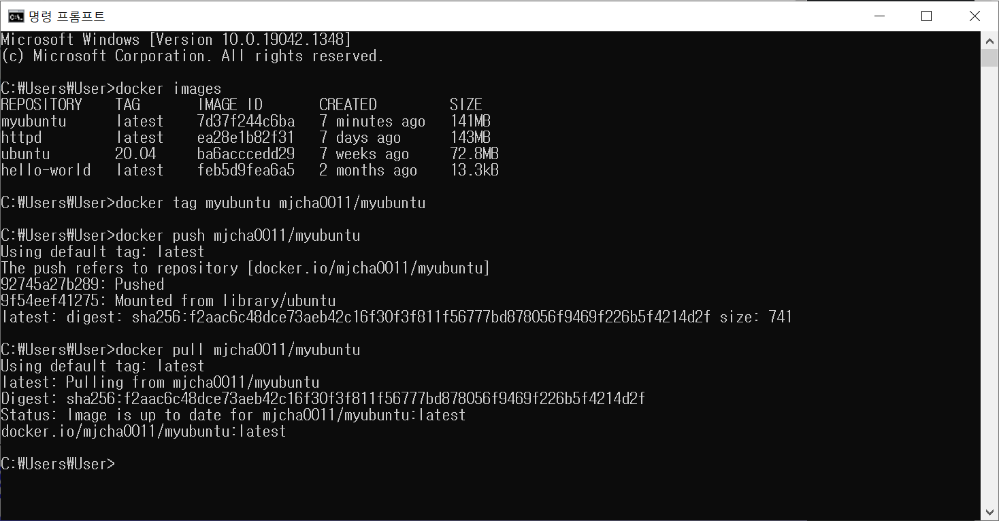 명령 프롬프트
Microsoft Windows [Version 10.0.19042.1348]
(c) Microsoft Corporation. All rights reserved.
C:₩Users₩User>docker images
REPOSITORY    TAG       IMAGE ID       CREATED         SIZE
myubuntu      latest    7d37f244c6ba   7 minutes ago   141MB
httpd         latest    ea28e1b82f31   7 days ago      143MB
ubuntu        20.04     ba6acccedd29   7 weeks ago     72.8MB
hello-world   latest    feb5d9fea6a5   2 months ago    13.3kB
C:₩Users₩User>docker tag myubuntu mjcha0011/myubuntu
C:₩Users₩User>docker push mjcha0011/myubuntu
Using default tag: latest
The push refers to repository [docker.io/mjcha0011/myubuntu]
92745a27b289: Pushed
9f54eef41275: Mounted from library/ubuntu
latest: digest: sha256:f2aac6c48dce73aeb42c16f30f3f811f56777bd878056f9469f226b5f4214d2f size: 741
C:₩Users₩User>docker pull mjcha0011/myubuntu
Using default tag: latest
latest: Pulling from mjcha0011/myubuntu
Digest: sha256:f2aac6c48dce73aeb42c16f30f3f811f56777bd878056f9469f226b5f4214d2f
Status: Image is up to date for mjcha0011/myubuntu:latest
docker.io/mjcha0011/myubuntu:latest
C:₩Users₩User>